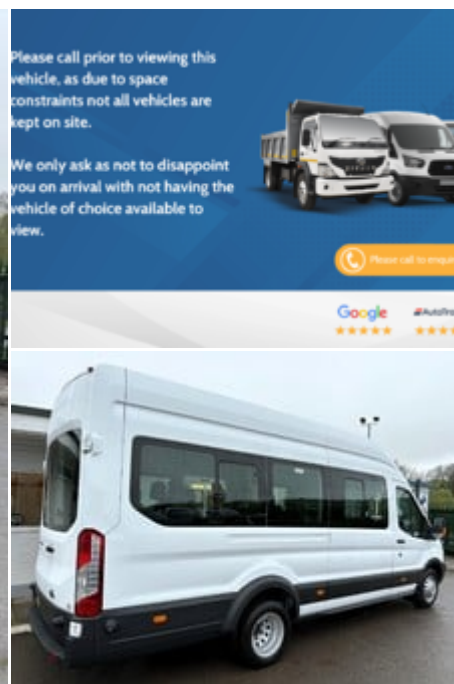 Please call prior to viewing this
vehicle, as due to space
constraints not all vehicles are
kept on site.
We only ask as not to disappoint
you on arrival with not having the
vehicle of choice available to
view.
Please call to enqui
Google